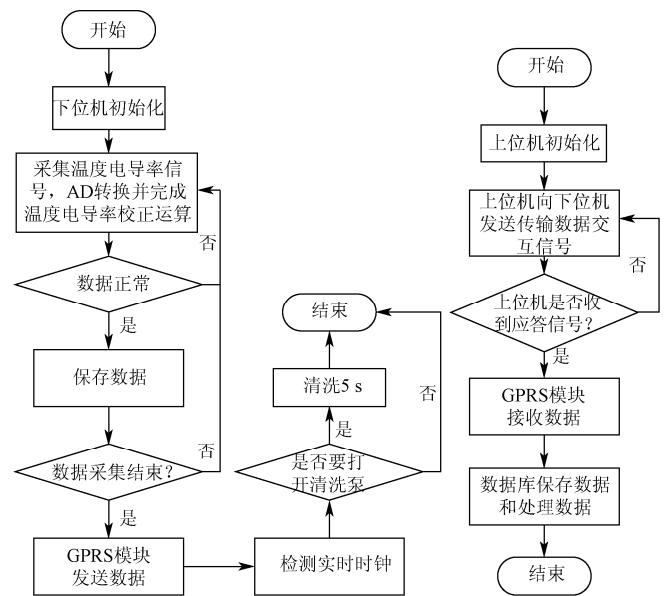 开始
下位机初始化
采集温度电导率信
号，AD转换并完成
温度电导率校正运算
否
数据正常
是
保存数据
否
数据采集结束？
是
GPRS模块
发送数据
检测实时时钟
是否要打
开清洗泵
是
否
清洗5 s
结束
开始
上位机初始化
上位机向下位机
发送传输数据交
互信号
否
上位机是否收
到应答信号？
是
GPRS模块
接收数据
数据库保存数据
和处理数据
结束